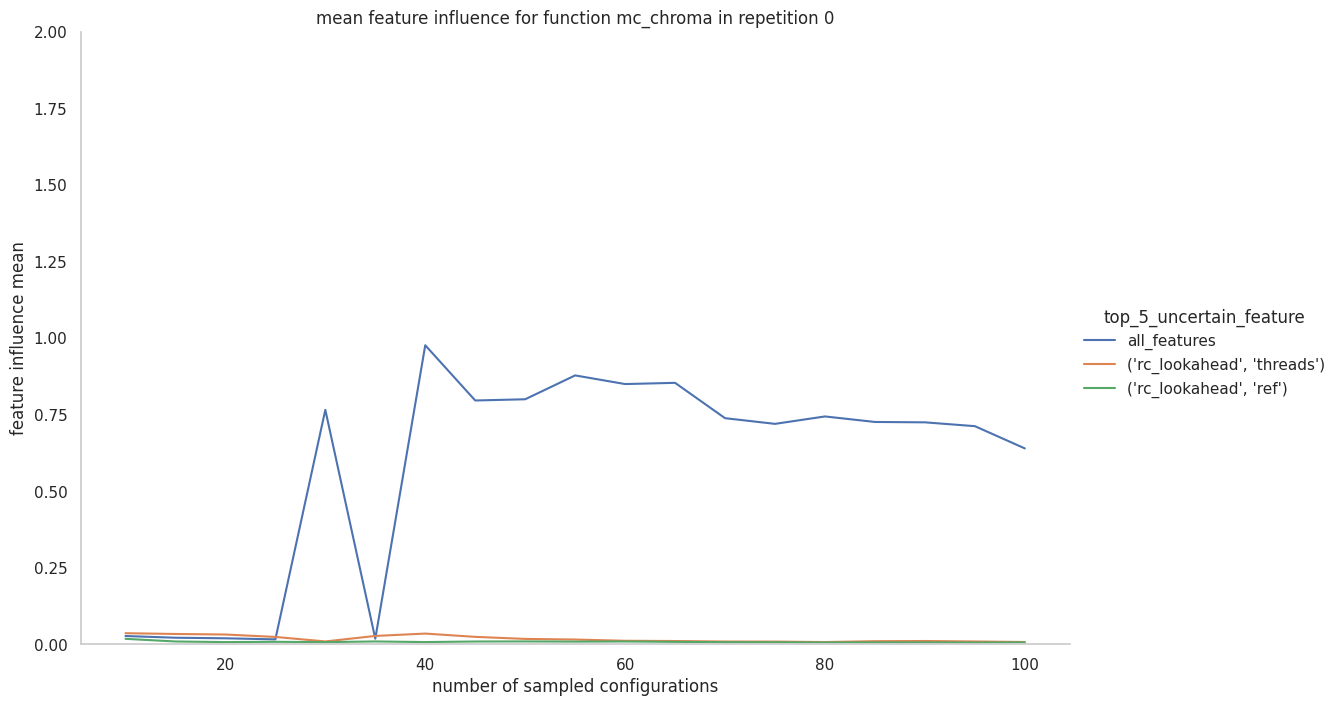 mean feature influence for function mc_chroma in repetition 0
2.00
1.75
1.50
1.25
1.00
0.75
0.50
0.25
0.00
feature influence mean
20
40
60
80
100
number of sampled configurations
top_5_uncertain_feature
all_features
('rc_lookahead', 'threads')
('rc_lookahead', 'ref')